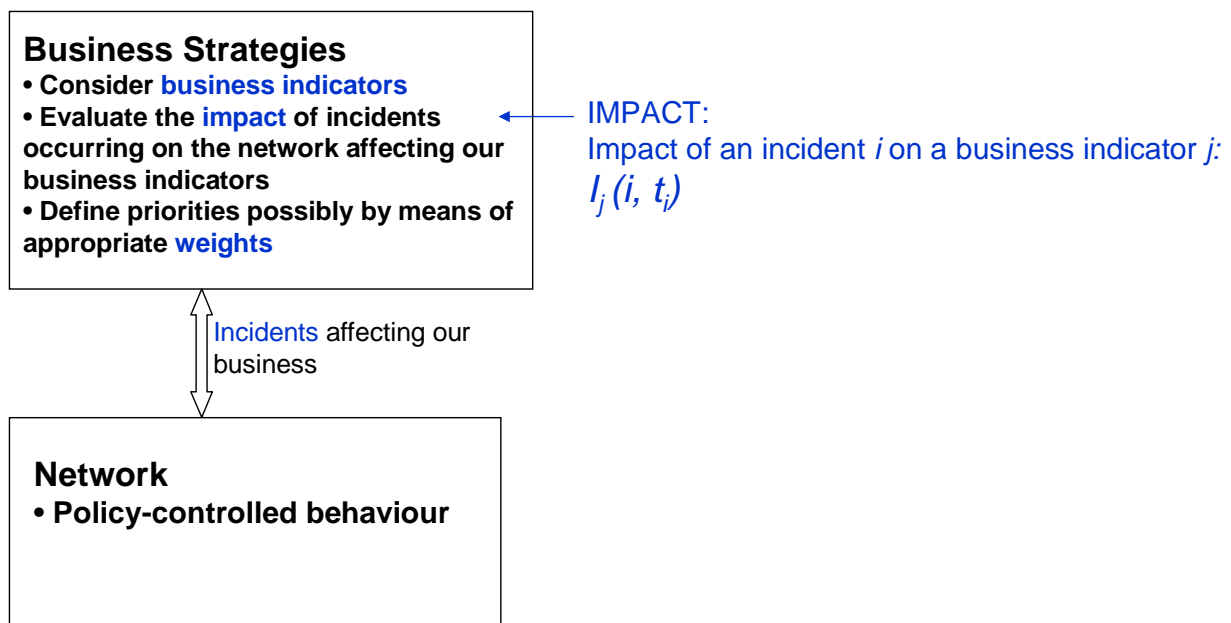 Business Strategies
• Consider business indicators
• Evaluate the impact of incidents
occurring on the network affecting our
business indicators
• Define priorities possibly by means of
appropriate weights
IMPACT:
Impact of an incident i on a business indicator j:
I_j (i, t_i)
Incidents affecting our
business
Network
• Policy-controlled behaviour